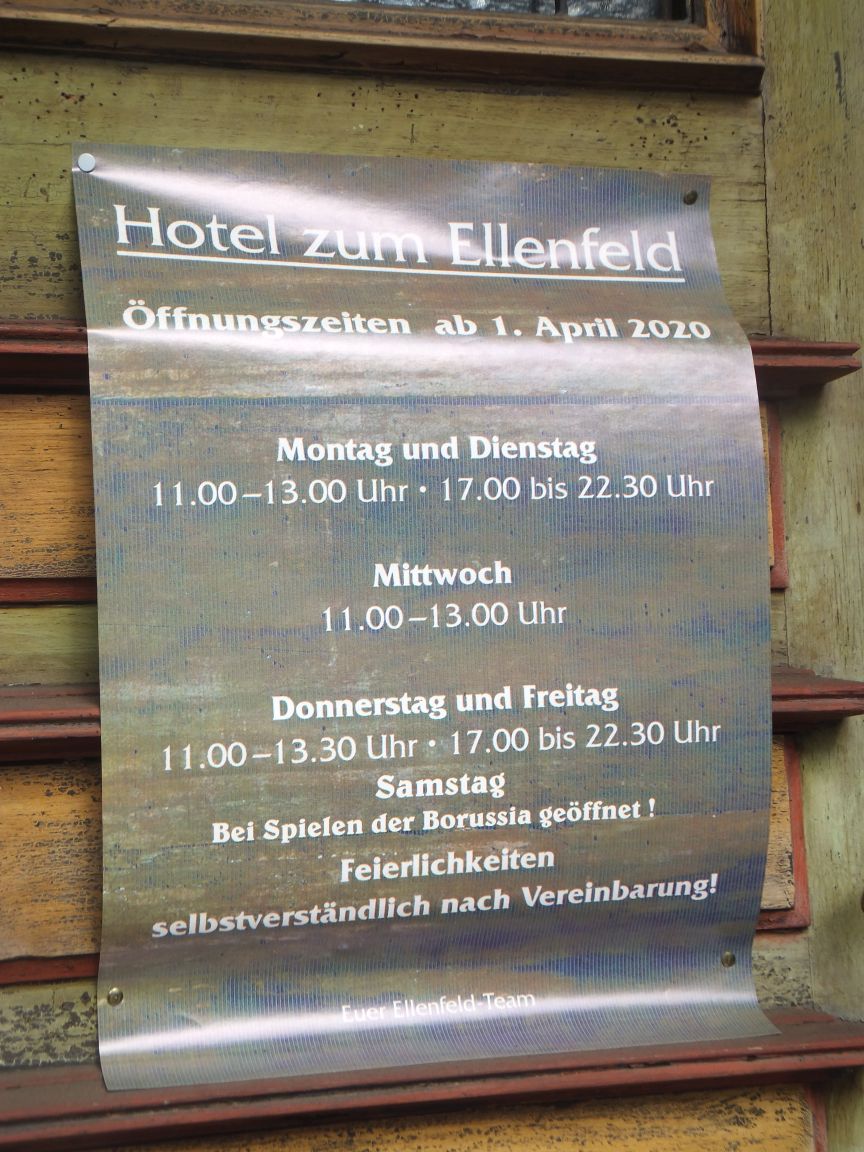 Hotel zum Ellenfeld
Öffnungszeiten ab 1. April 2020
Montag und Dienstag
11.00–13.00 Uhr • 17.00 bis 22.30 Uhr
Mittwoch
11.00–13.00 Uhr
Donnerstag und Freitag
11.00–13.30 Uhr • 17.00 bis 22.30 Uhr
Samstag
Bei Spielen der Borussia geöffnet !
Feierlichkeiten
selbstverständlich nach Vereinbarung!
Euer Ellenfeld-Team